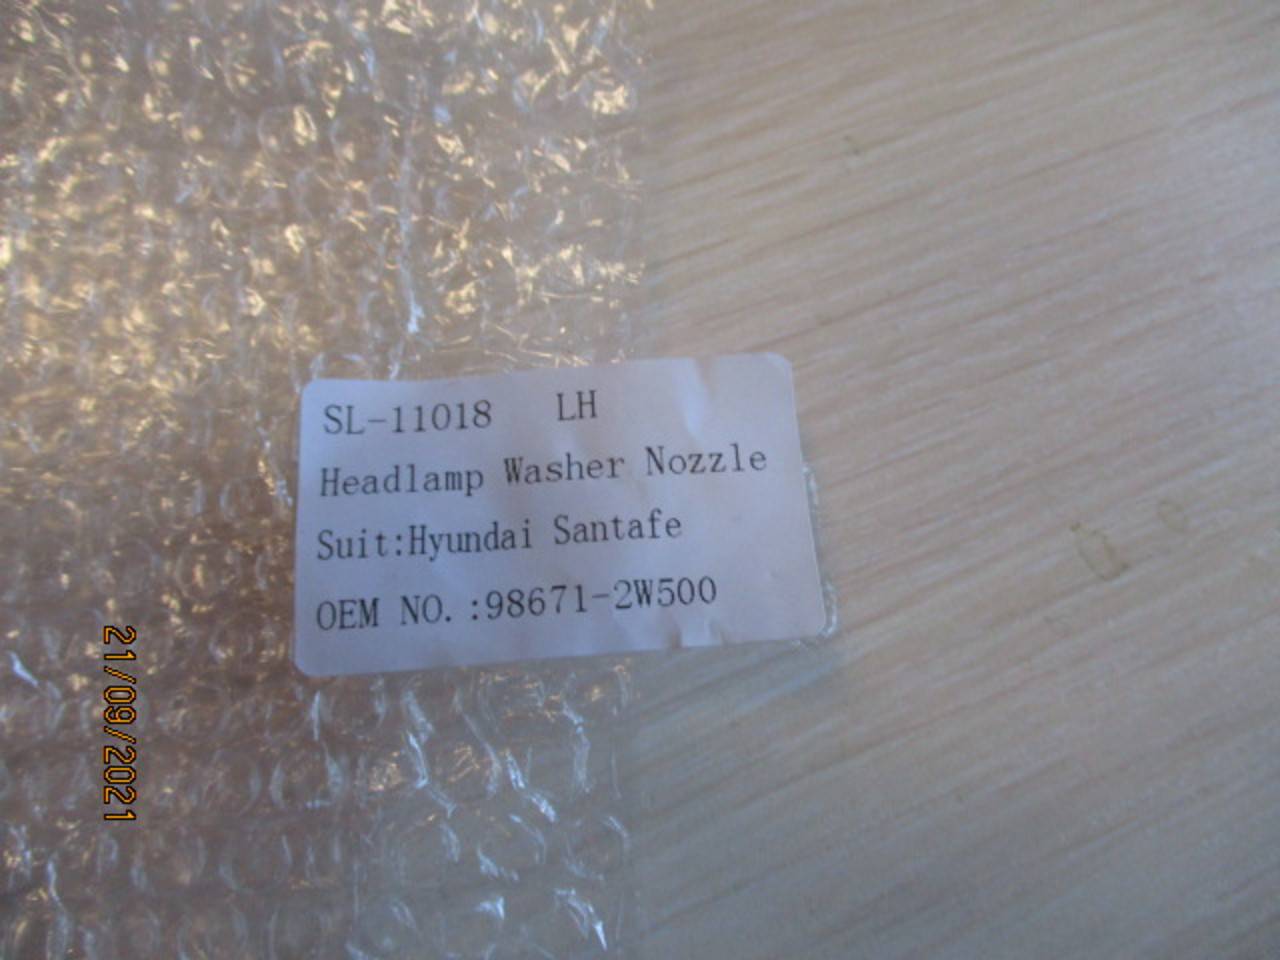 SL-11018 LH
Headlamp Washer Nozzle
Suit:Hyundai Santafe
OEM NO.:98671-2W500
21/09/2021